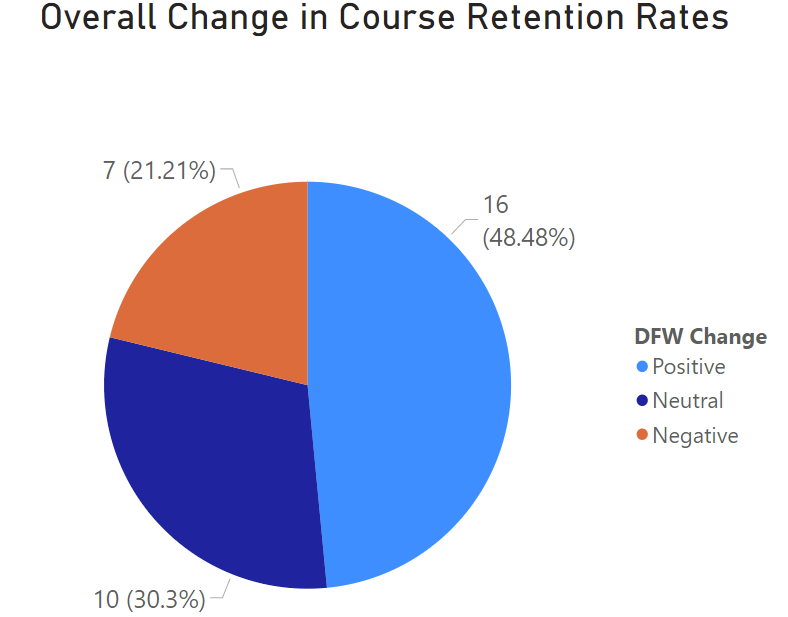 Overall Change in Course Retention Rates
7 (21.21%)
16
(48.48%)
DFW Change
Positive
Neutral
Negative
10 (30.3%)